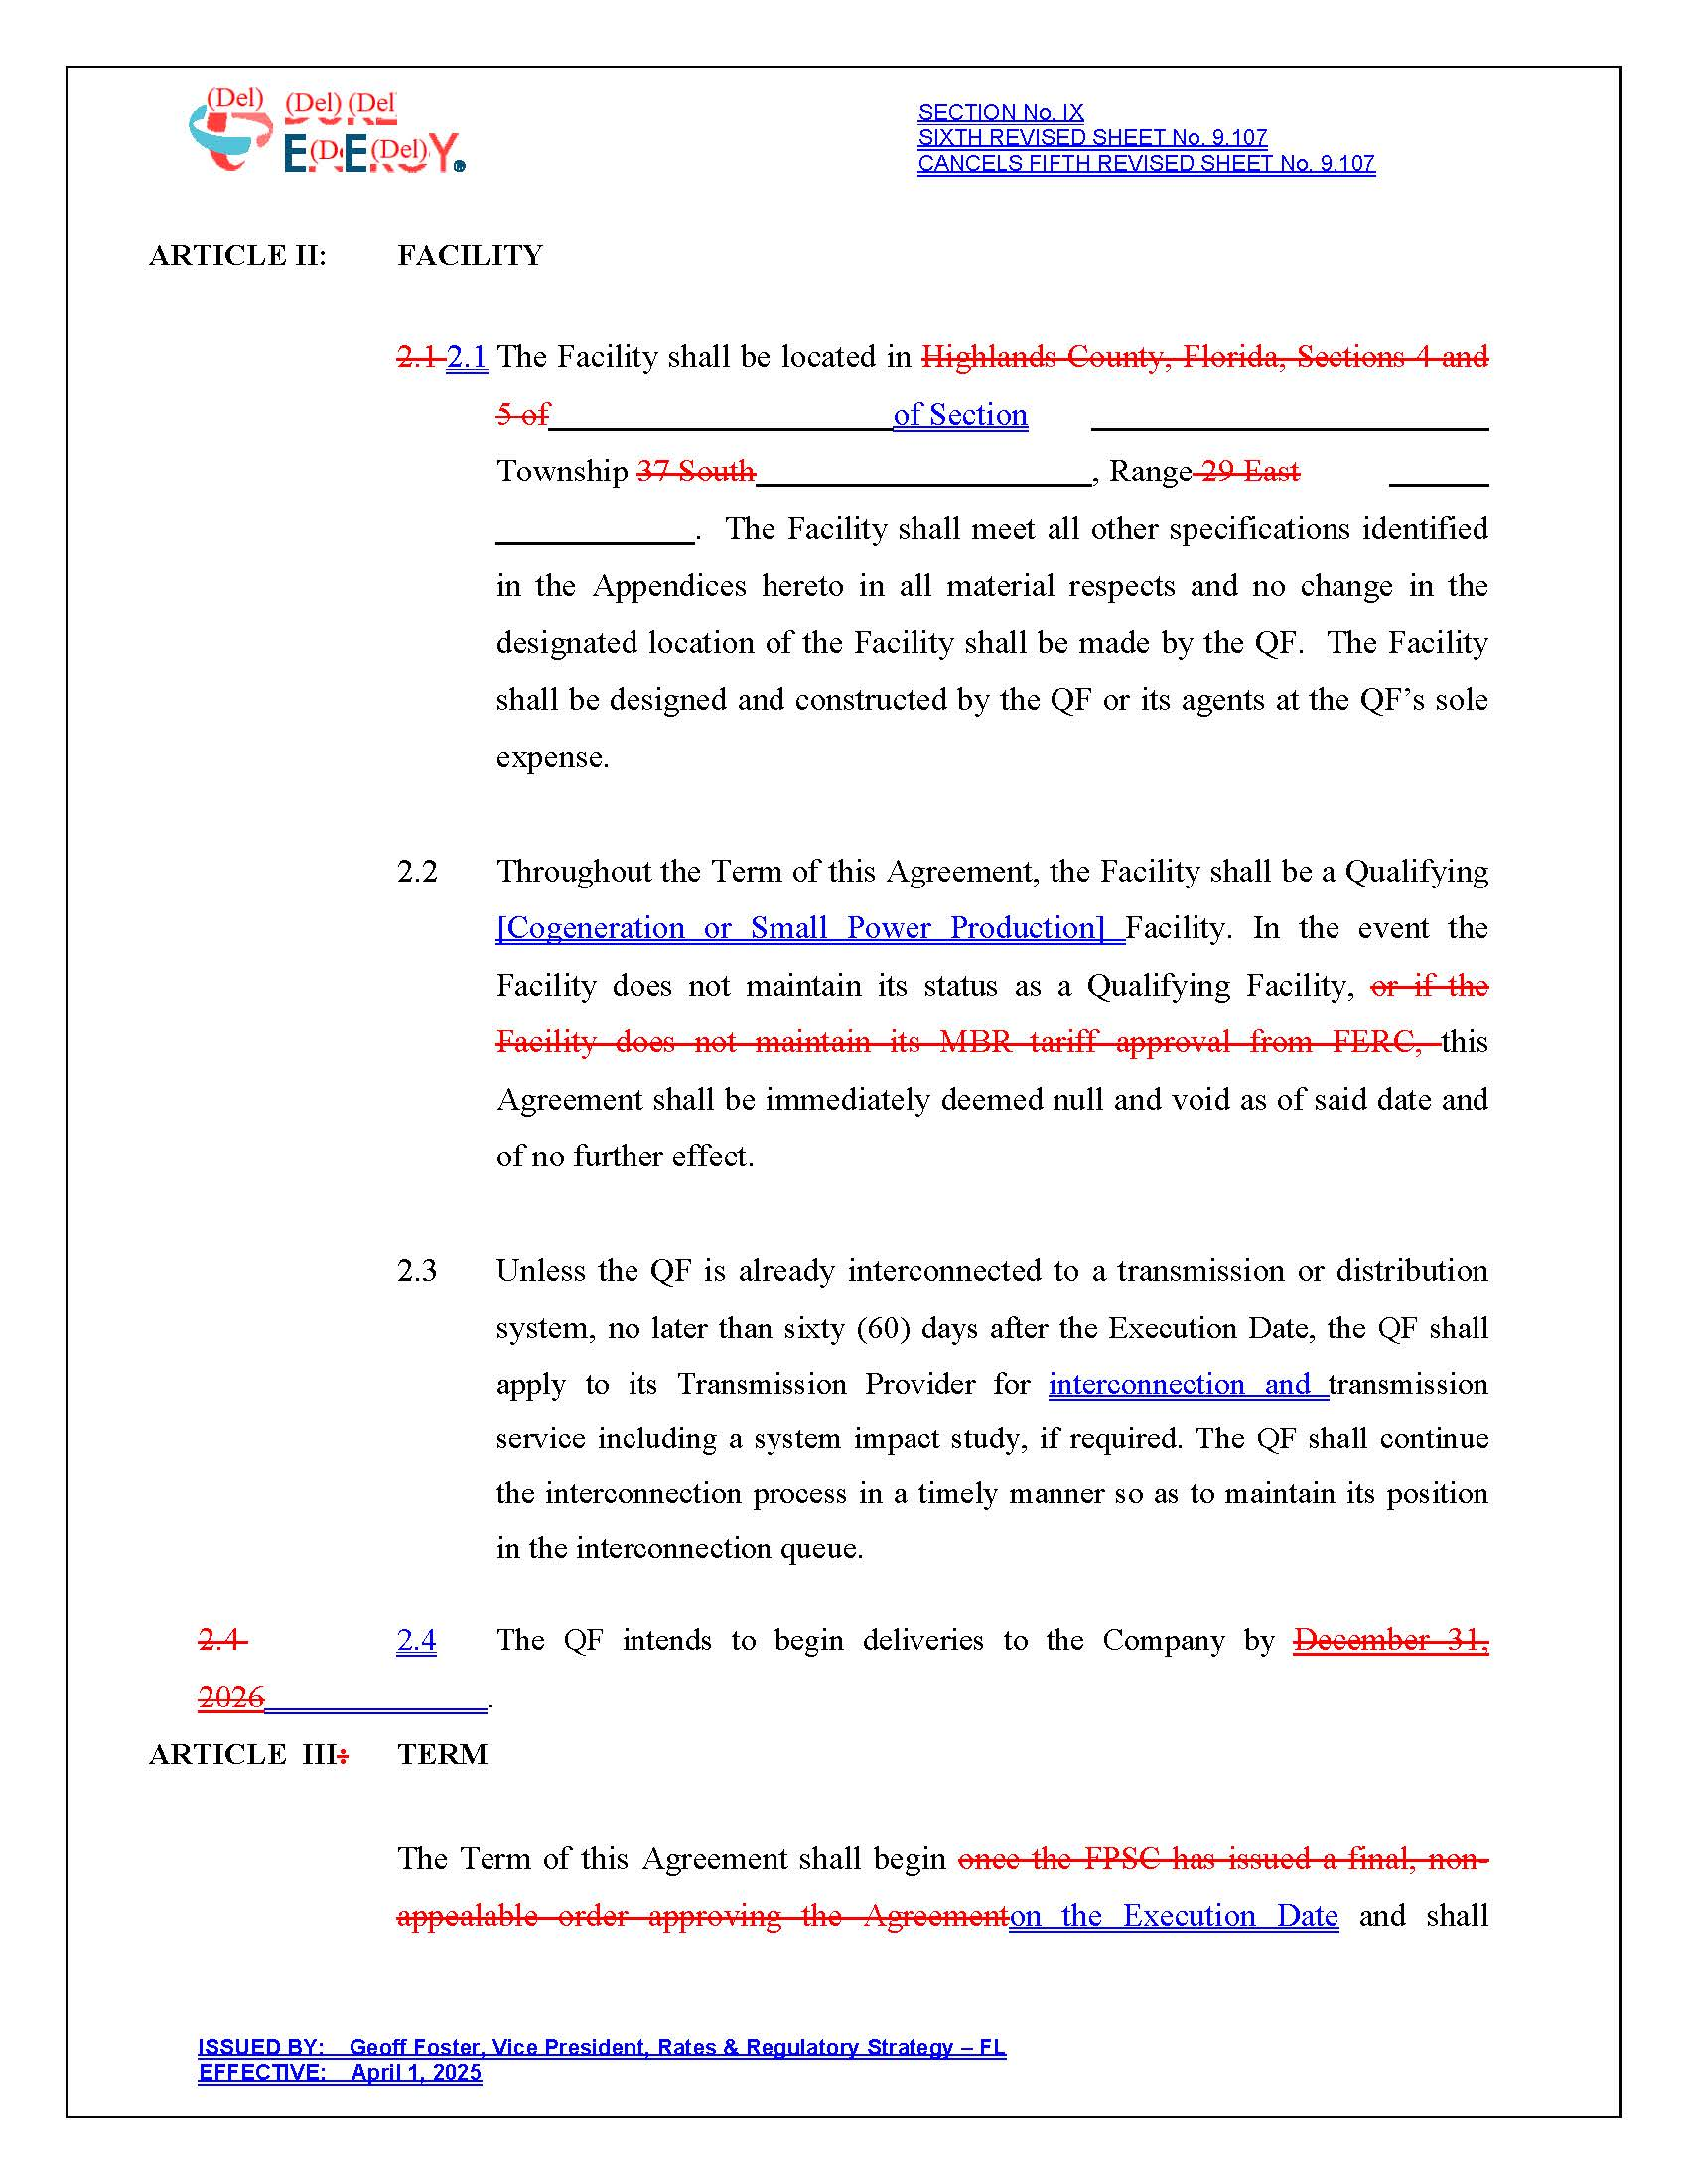 (Del) (Del) (Del
E(D(E(Del)Y®
SECTION No. IX
SIXTH REVISED SHEET No. 9.107
CANCELS FIFTH REVISED SHEET No. 9.107
ARTICLE II: FACILITY
2.1 2.1 The Facility shall be located in Highlands County, Florida, Sections 4 and
5 of____________________of Section ____________________
Township 37 South____________________, Range 29 East ______
____________. The Facility shall meet all other specifications identified
in the Appendices hereto in all material respects and no change in the
designated location of the Facility shall be made by the QF. The Facility
shall be designed and constructed by the QF or its agents at the QF’s sole
expense.
2.2 Throughout the Term of this Agreement, the Facility shall be a Qualifying
[Cogeneration or Small Power Production] Facility. In the event the
Facility does not maintain its status as a Qualifying Facility, or if the
Facility does not maintain its MBR tariff approval from FERC, this
Agreement shall be immediately deemed null and void as of said date and
of no further effect.
2.3 Unless the QF is already interconnected to a transmission or distribution
system, no later than sixty (60) days after the Execution Date, the QF shall
apply to its Transmission Provider for interconnection and transmission
service including a system impact study, if required. The QF shall continue
the interconnection process in a timely manner so as to maintain its position
in the interconnection queue.
2.4 2.4 The QF intends to begin deliveries to the Company by December 31,
2026______________.
ARTICLE III: TERM
The Term of this Agreement shall begin once the FPSC has issued a final, non-
appealable order approving the Agreementon the Execution Date and shall
ISSUED BY: Geoff Foster, Vice President, Rates & Regulatory Strategy – FL
EFFECTIVE: April 1, 2025